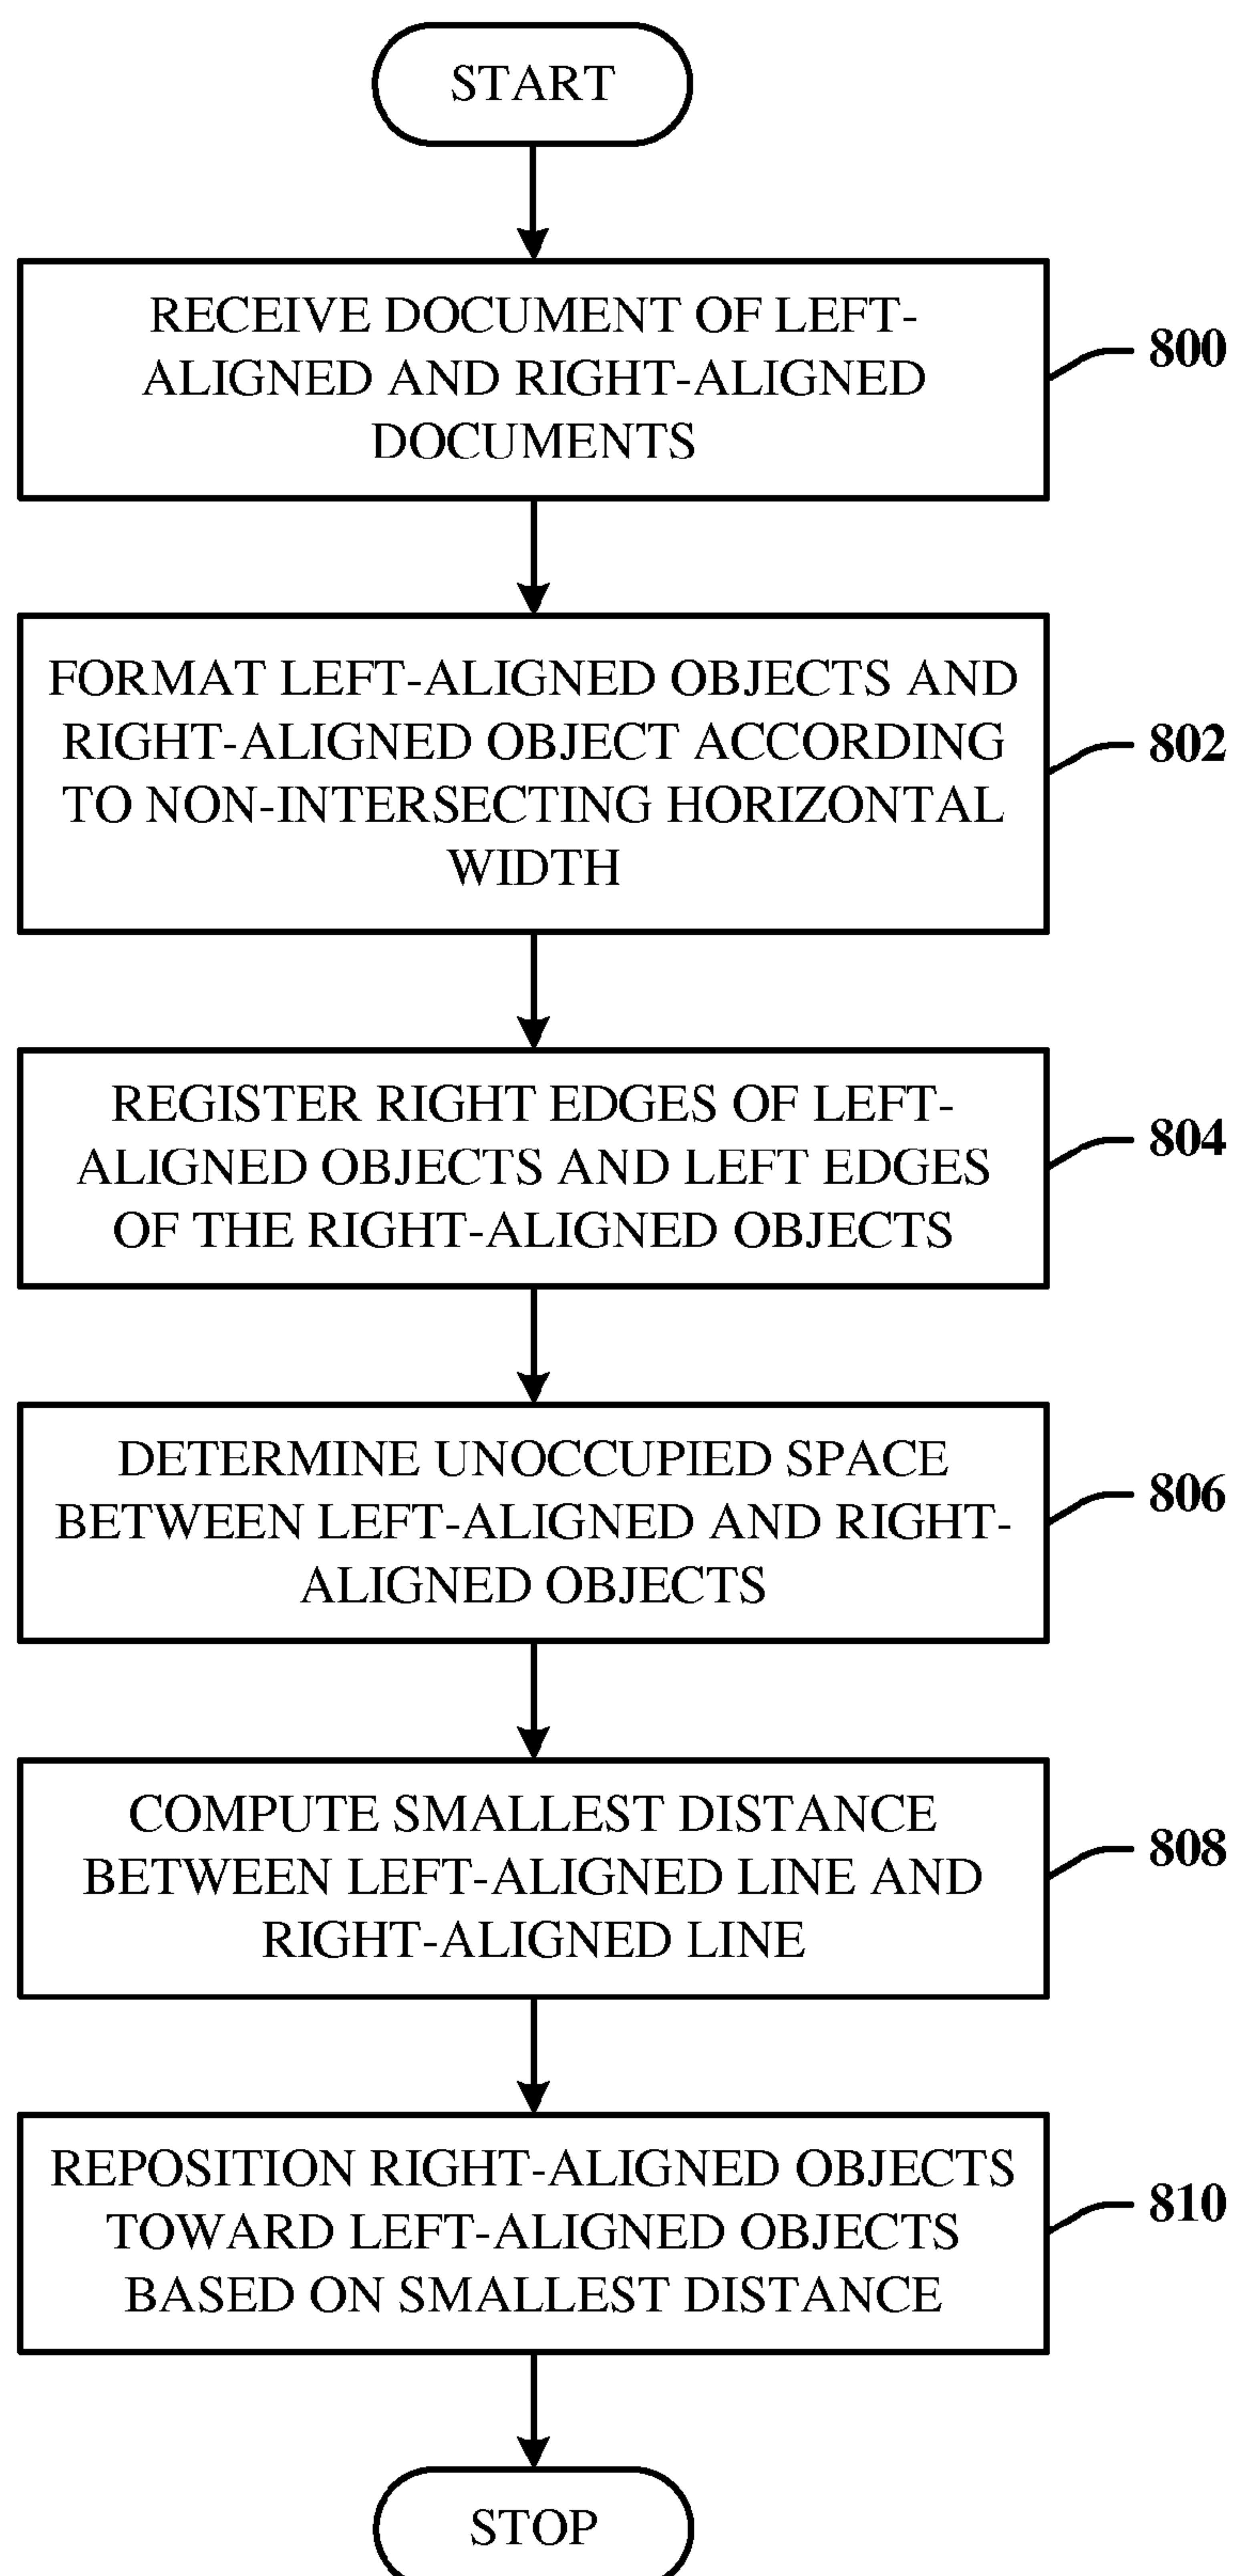 START
RECEIVE DOCUMENT OF LEFT-
ALIGNED AND RIGHT-ALIGNED
DOCUMENTS
800
FORMAT LEFT-ALIGNED OBJECTS AND
RIGHT-ALIGNED OBJECT ACCORDING
TO NON-INTERSECTING HORIZONTAL
WIDTH
802
REGISTER RIGHT EDGES OF LEFT-
ALIGNED OBJECTS AND LEFT EDGES
OF THE RIGHT-ALIGNED OBJECTS
804
DETERMINE UNOCCUPIED SPACE
BETWEEN LEFT-ALIGNED AND RIGHT-
ALIGNED OBJECTS
806
COMPUTE SMALLEST DISTANCE
BETWEEN LEFT-ALIGNED LINE AND
RIGHT-ALIGNED LINE
808
REPOSITION RIGHT-ALIGNED OBJECTS
TOWARD LEFT-ALIGNED OBJECTS
BASED ON SMALLEST DISTANCE
810
STOP